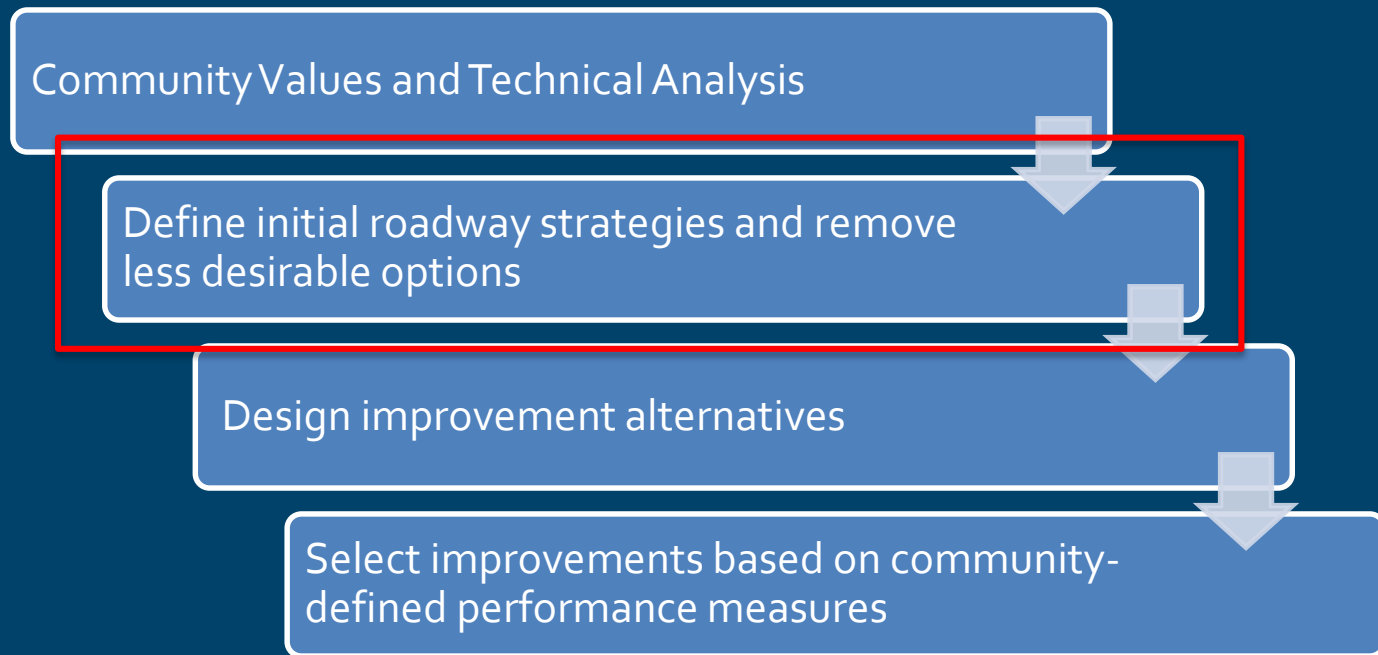 Community Values and Technical Analysis
Define initial roadway strategies and remove
less desirable options
Design improvement alternatives
Select improvements based on community-
defined performance measures